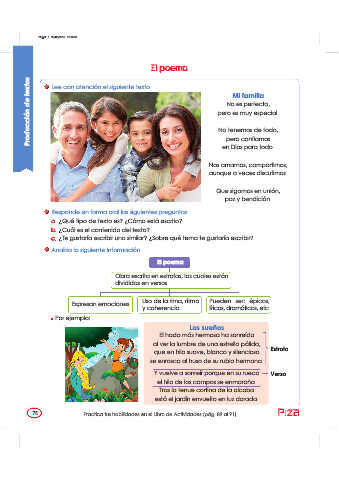 El poema
Producción de textos
Lee con atención el siguiente texto
Mi familia
No es perfecta,
pero es muy especial
No tenemos de todo,
pero confiamos
en Dios para todo
Nos amamos, compartimos,
aunque a veces discutimos
Que sigamos en unión,
paz y bendición
Responde en forma oral las siguientes preguntas
a. ¿Qué tipo de texto es? ¿Cómo está escrito?
b. ¿Cuál es el contenido del texto?
c. ¿Te gustaría escribir uno similar? ¿Sobre qué tema te gustaría escribir?
Analiza la siguiente información
El poema
Obra escrita en estrofas, las cuales están
divididas en versos
Expresan emociones
Uso de la rima, ritmo
y coherencia
Pueden ser: épicos,
líricos, dramáticos, etc
Por ejemplo:
Los sueños
El hada más hermosa ha sonreído
al ver la lumbre de una estrella pálida,
que en hilo suave, blanco y silencioso
se enrosca al huso de su rubia hermana
Estrofa
Y vuelve a sonreír porque en su rueca
Verso
el hilo de los campos se enmaraña
Tras la tenue cortina de la alcoba
está el jardín envuelto en luz dorada
74
Practica tus habilidades en el Libro de Actividades (pág. 89 al 91)